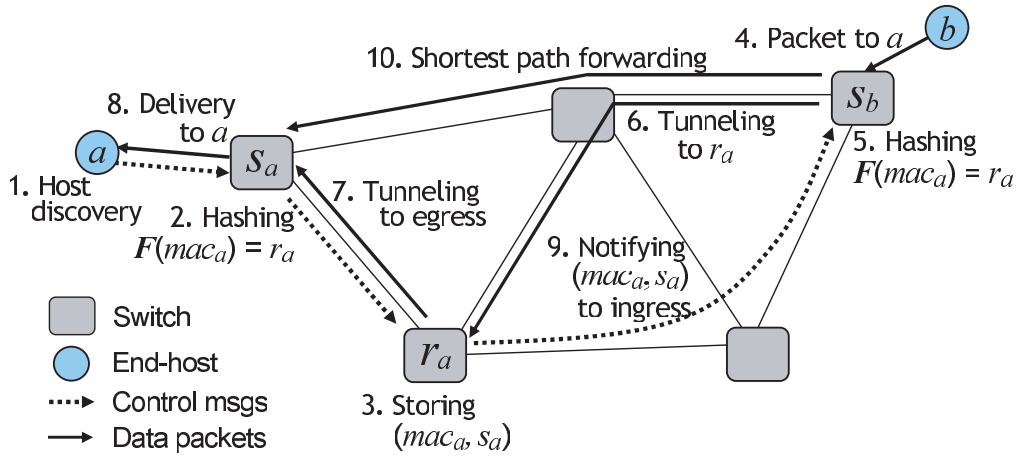 10. Shortest path forwarding
4. Packet to a
b
8. Delivery
to a
a
s_a
s_b
6. Tunneling
to r_a
5. Hashing
F(mac_a) = r_a
1. Host
discovery
2. Hashing
F(mac_a) = r_a
7. Tunneling
to egress
9. Notifying
(mac_a, s_a)
to ingress
r_a
3. Storing
(mac_a, s_a)
Switch
End-host
Control msgs
Data packets